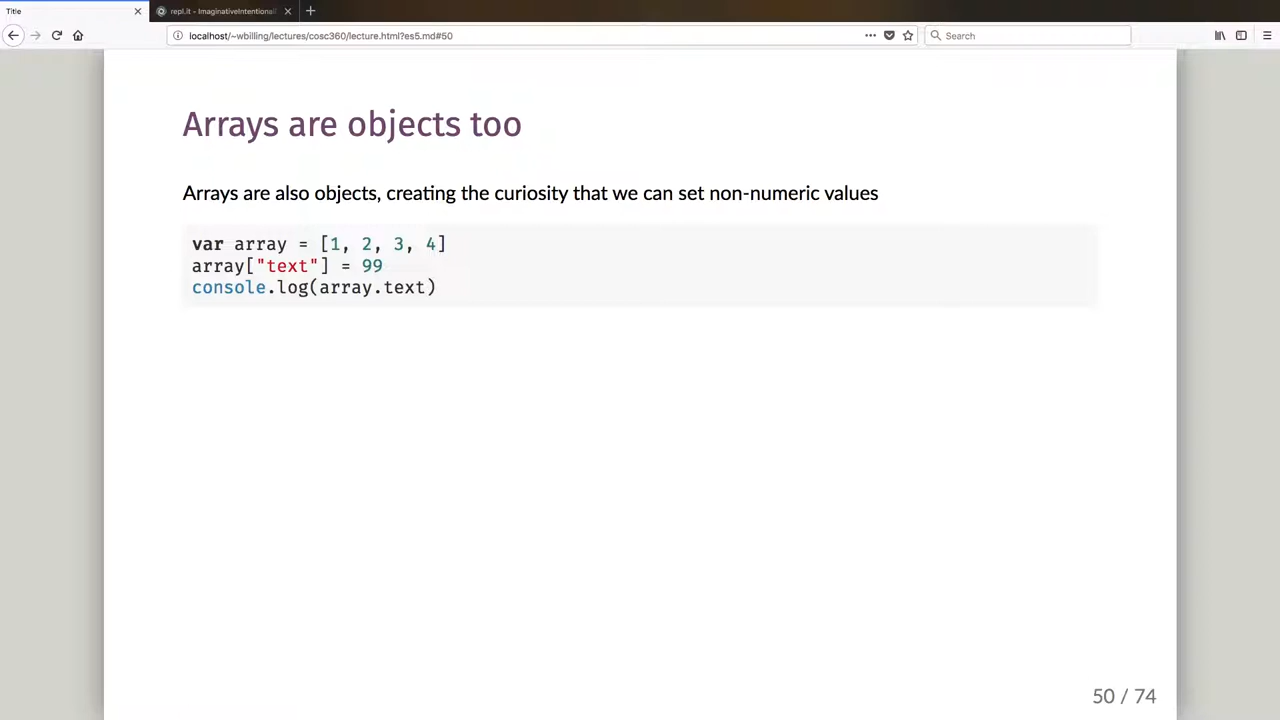 Title
repl.it - ImaginativeIntentional
localhost/~wbilling/lectures/cosc360/lecture.html?es5.md#50
Search
Arrays are objects too
Arrays are also objects, creating the curiosity that we can set non-numeric values
var array = [1, 2, 3, 4]
array["text"] = 99
console.log(array.text)
50 / 74